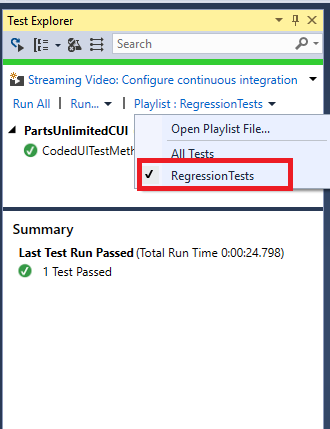 Test Explorer
Search
Streaming Video: Configure continuous integration
Run All | Run... | Playlist : RegressionTests
Open Playlist File...
PartsUnlimitedCUI
All Tests
CodedUITestMeth
RegressionTests
Summary
Last Test Run Passed (Total Run Time 0:00:24.798)
1 Test Passed